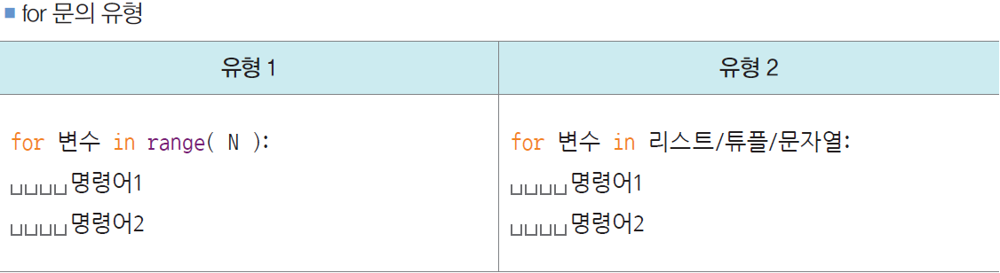 ■ for 문의 유형
유형 1
유형 2
for 변수 in range( N ):
␣␣␣␣명령어1
␣␣␣␣명령어2
for 변수 in 리스트/튜플/문자열:
␣␣␣␣명령어1
␣␣␣␣명령어2